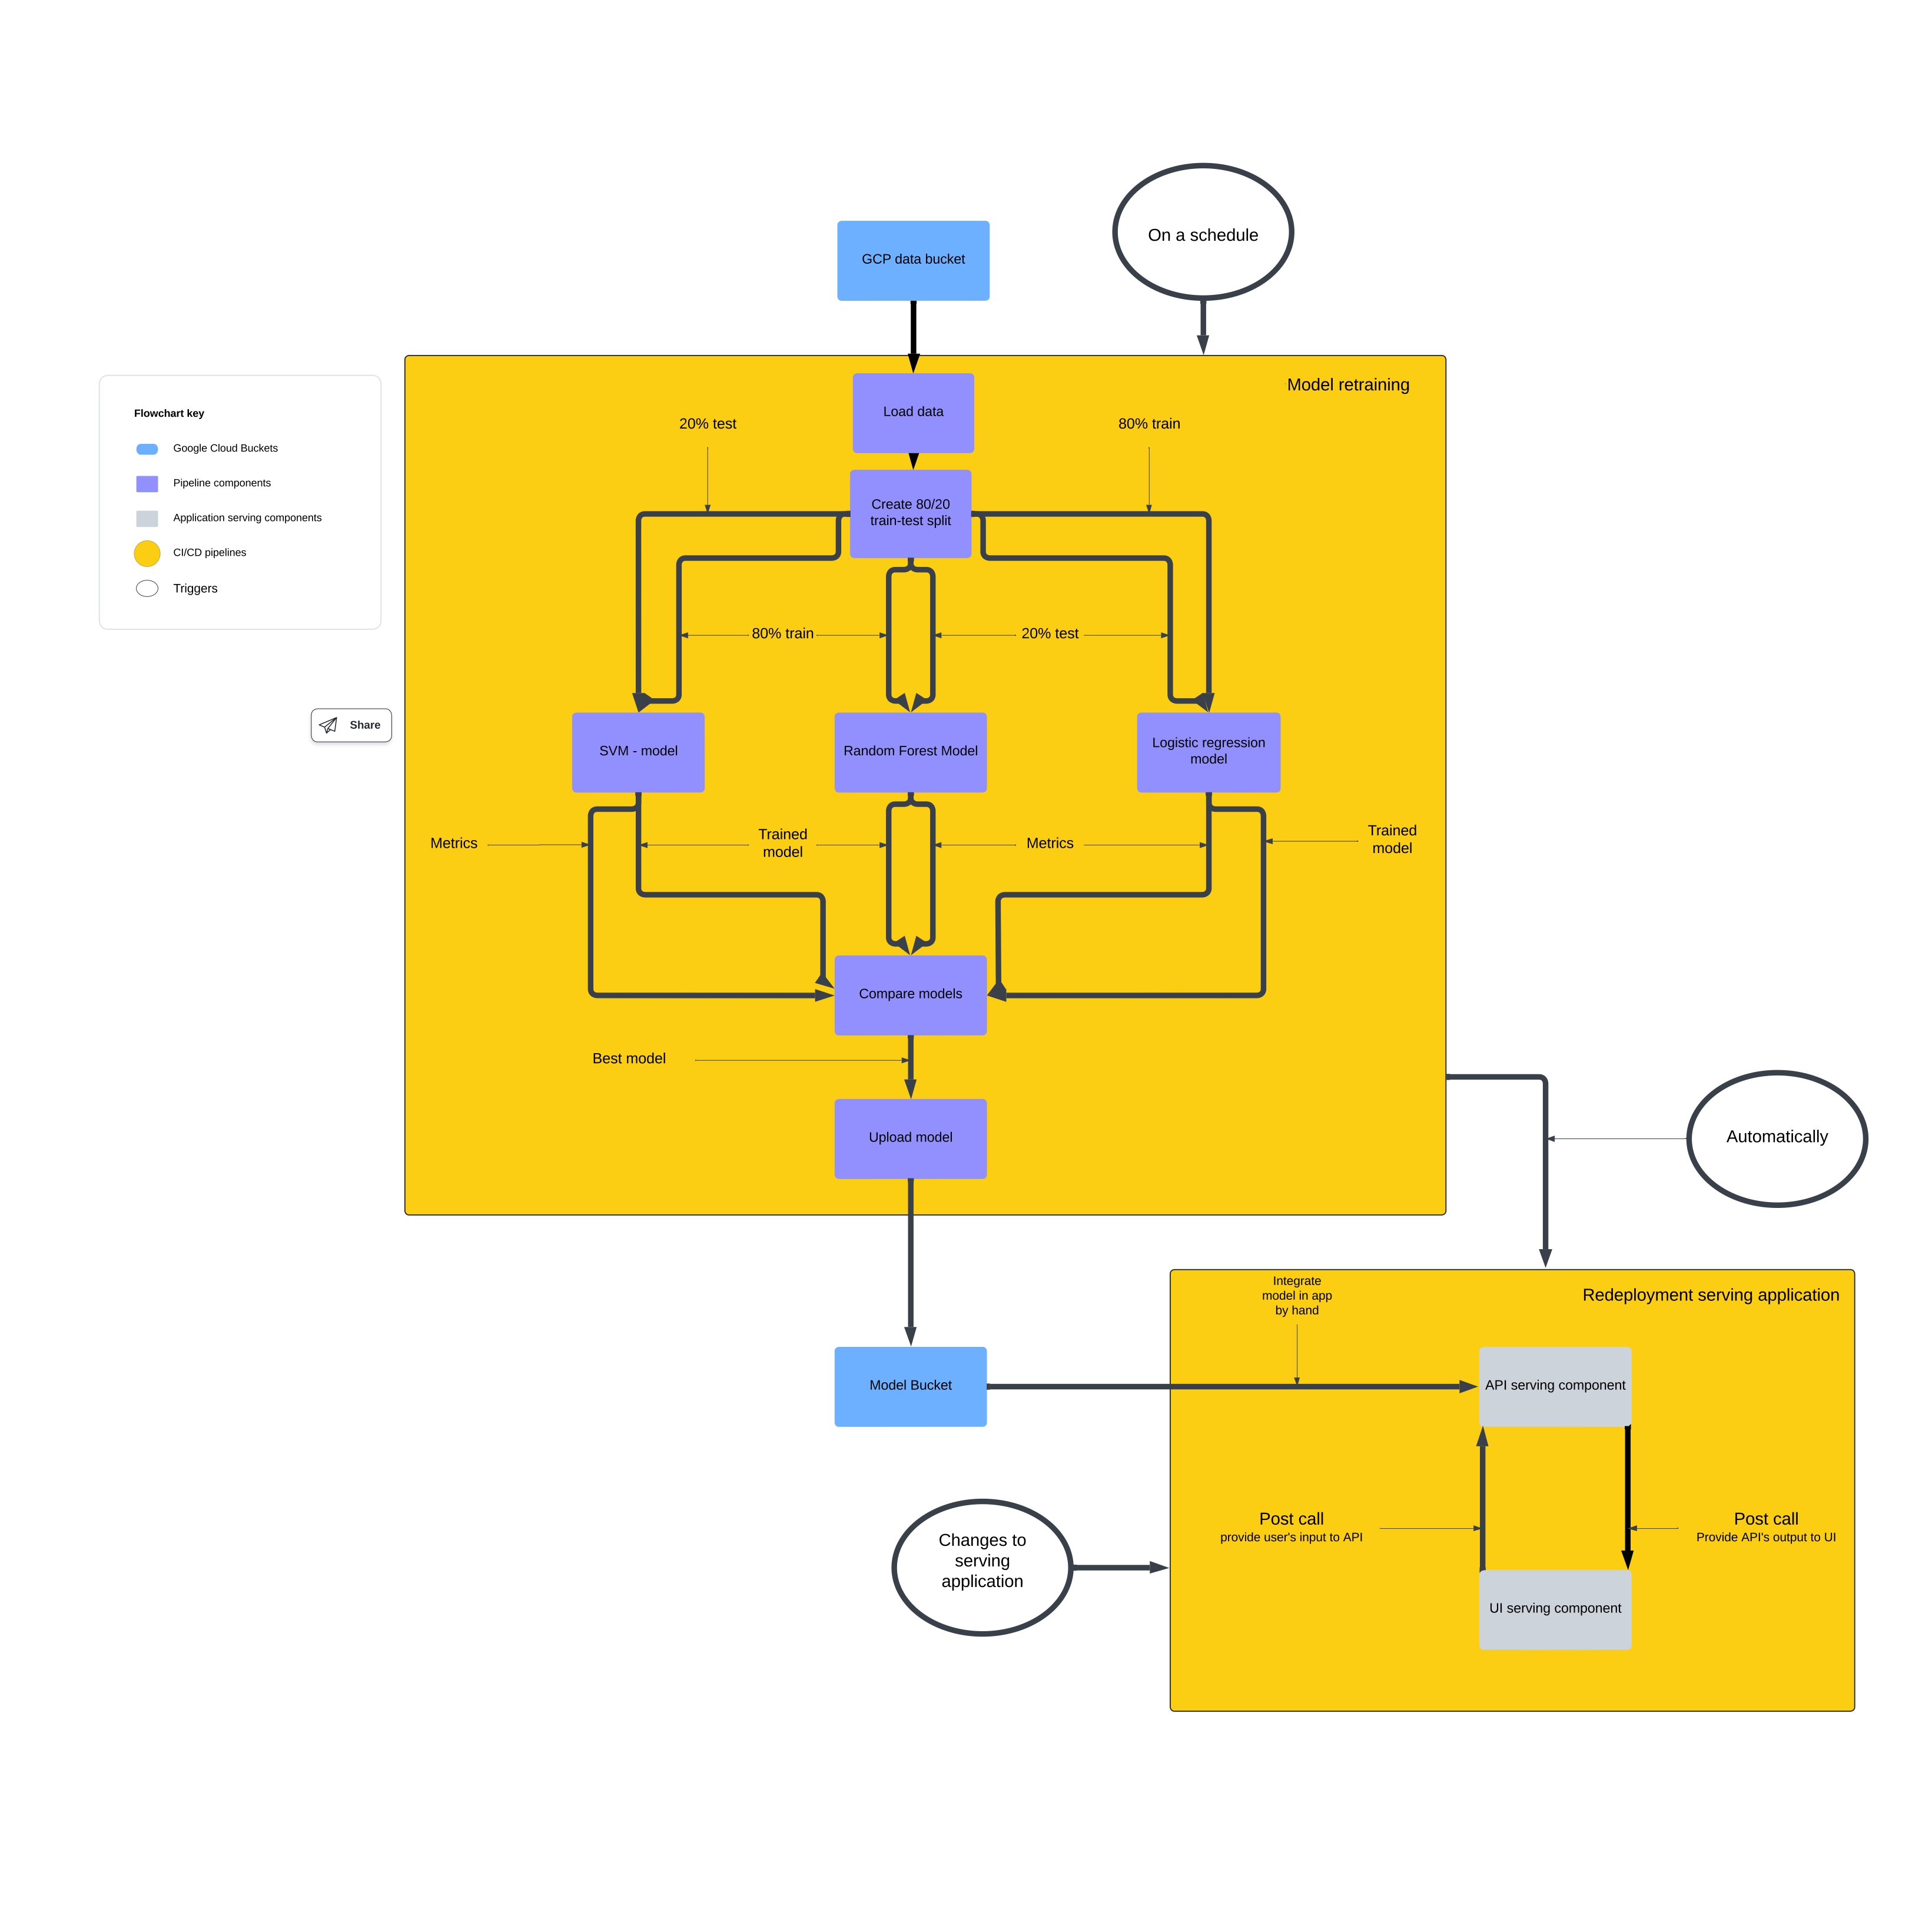 On a schedule
GCP data bucket
Model retraining
Flowchart key
Google Cloud Buckets
Pipeline components
Application serving components
CI/CD pipelines
Triggers
Load data
20% test
80% train
Create 80/20
train-test split
80% train
20% test
Share
SVM - model
Random Forest Model
Logistic regression
model
Metrics
Trained
model
Metrics
Trained
model
Compare models
Best model
Upload model
Automatically
Integrate
model in app
by hand
Redeployment serving application
Model Bucket
API serving component
Post call
provide user's input to API
Post call
Provide API's output to UI
Changes to
serving
application
UI serving component